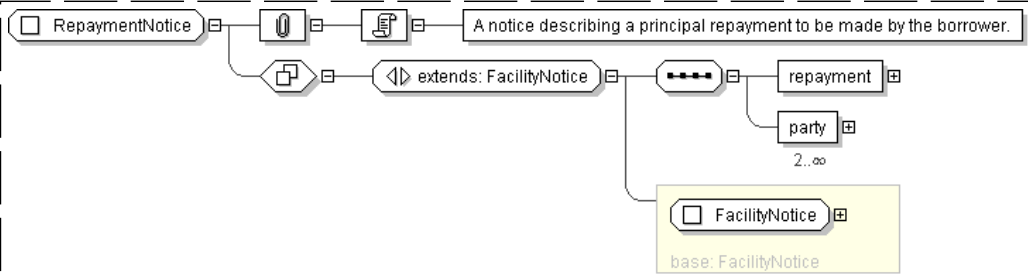 RepaymentNotice
A notice describing a principal repayment to be made by the borrower.
extends: FacilityNotice
repayment
party
2..∞
FacilityNotice
base: FacilityNotice